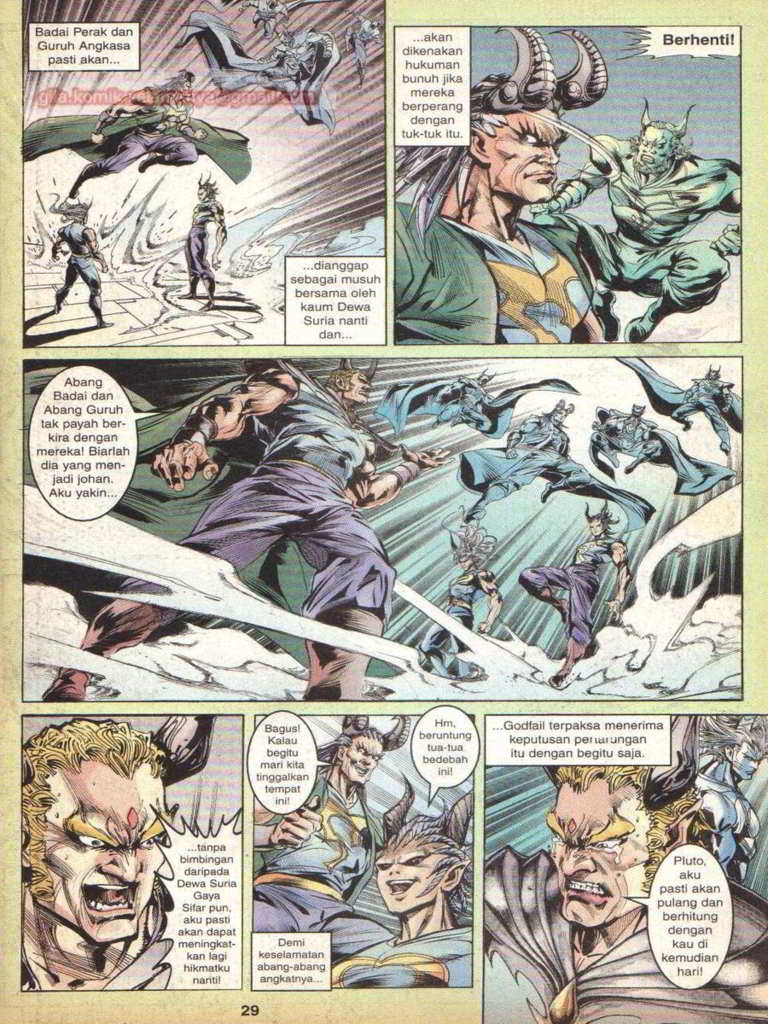 Badai Perak dan
Guruh Angkasa
pasti akan...
...dianggap
sebagai musuh
bersama oleh
kaum Dewa
Suria nanti
dan...
...akan
dikenakan
hukuman
bunuh jika
mereka
berperang
dengan
tuk-tuk itu.
Berhenti!
Abang
Badai dan
Abang Guruh
tak payah ber-
kira dengan
mereka! Biarlah
dia yang men-
jadi johan.
Aku yakin...
...tanpa
bimbingan
daripada
Dewa Suria
Gaya
Sifar pun,
aku pasti
akan dapat
meningkat-
kan lagi
hikmatku
nanti!
Bagus!
Kalau
begitu
mari kita
tinggalkan
tempat
ini!
Hm,
beruntung
tua-tua
bedebah
ini!
Demi
keselamatan
abang-abang
angkatnya...
...Godfail terpaksa menerima
keputusan pertarungan
itu dengan begitu saja.
Pluto,
aku
pasti akan
pulang dan
berhitung
dengan
kau di
kemudian
hari!
29